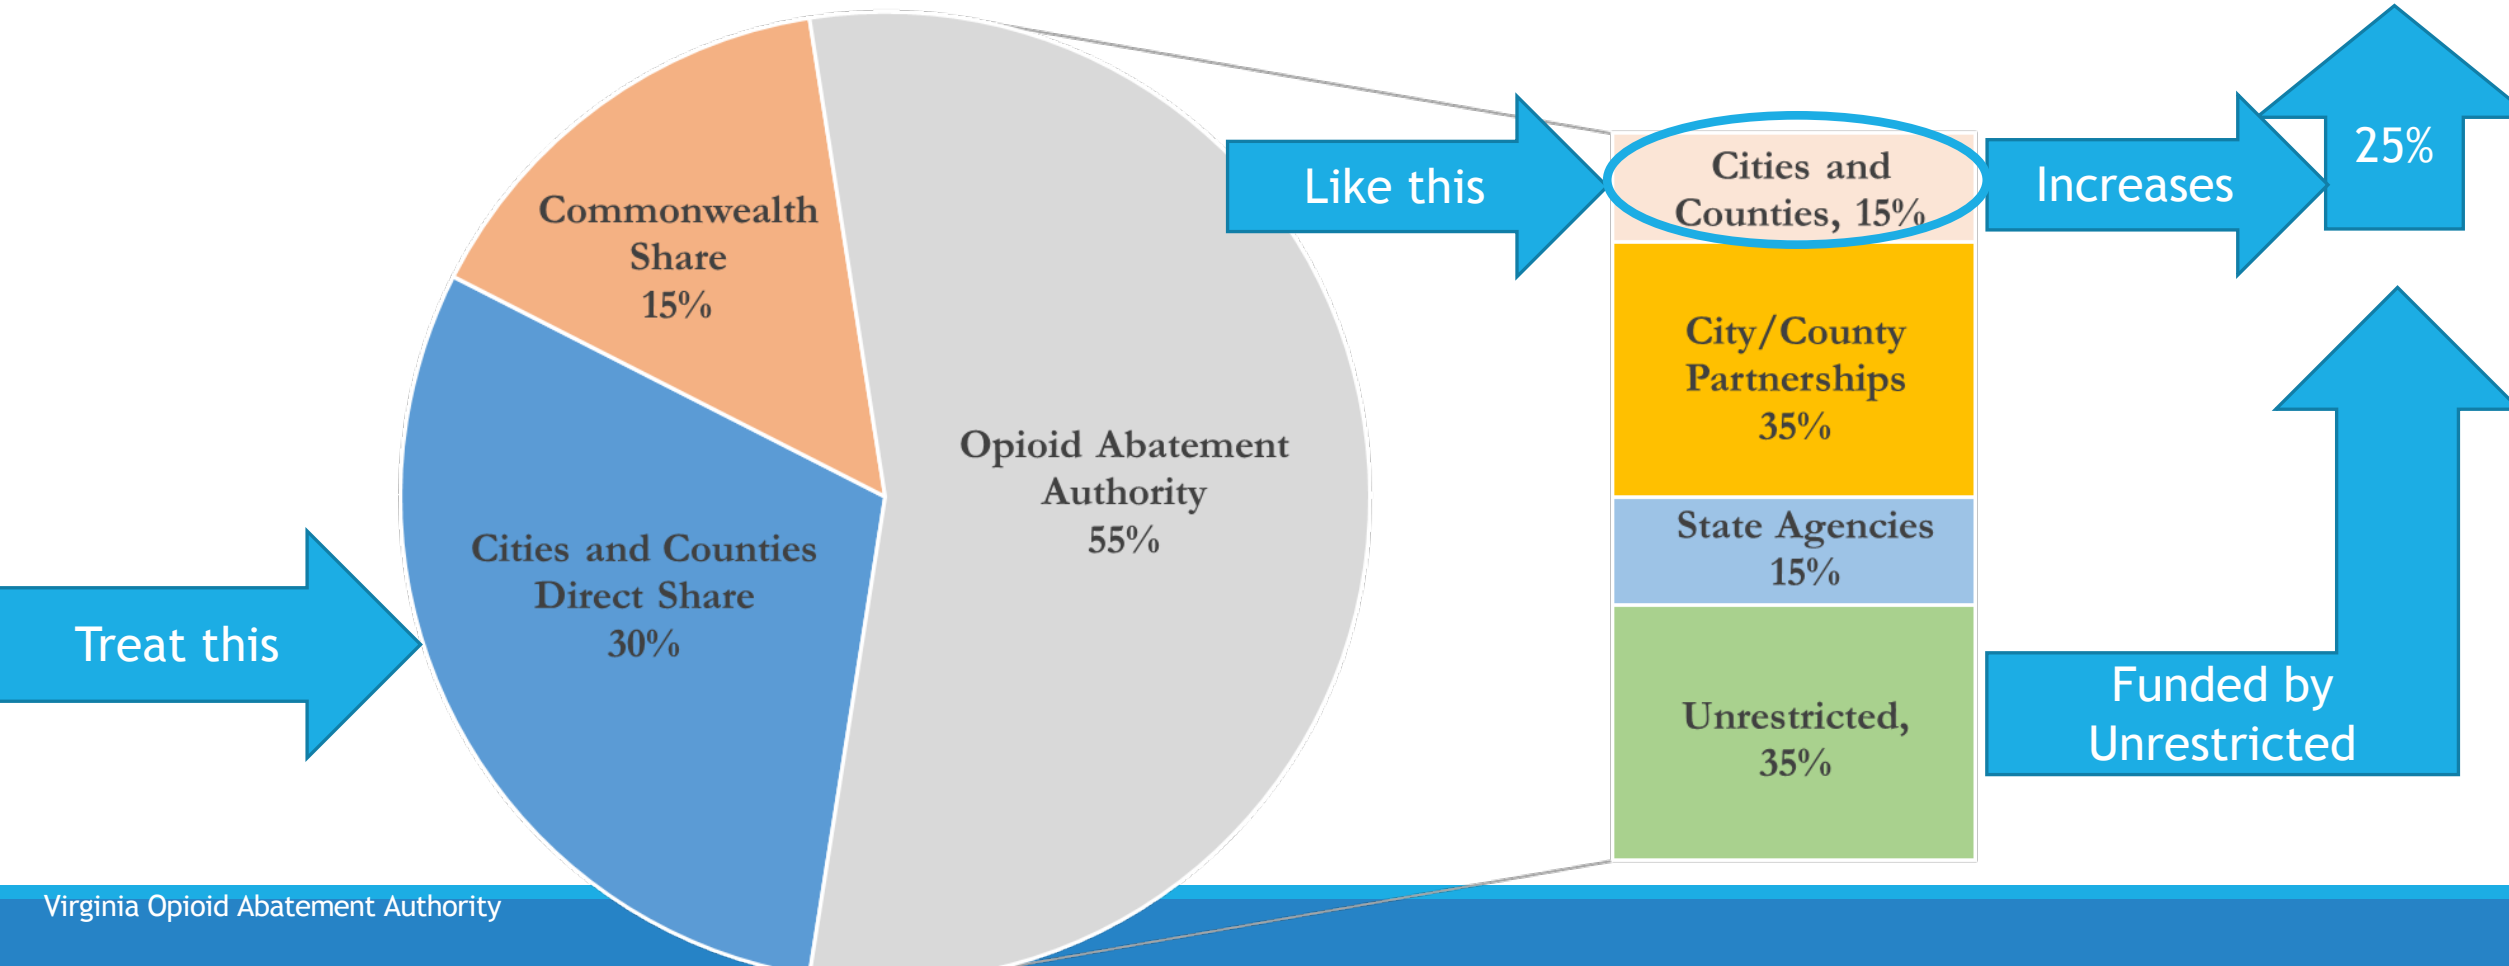 Commonwealth
Share
15%
Opioid Abatement
Authority
55%
Cities and Counties
Direct Share
30%
Treat this
Like this
Cities and
Counties, 15%
Increases
25%
City/County
Partnerships
35%
State Agencies
15%
Unrestricted,
35%
Funded by
Unrestricted
Virginia Opioid Abatement Authority